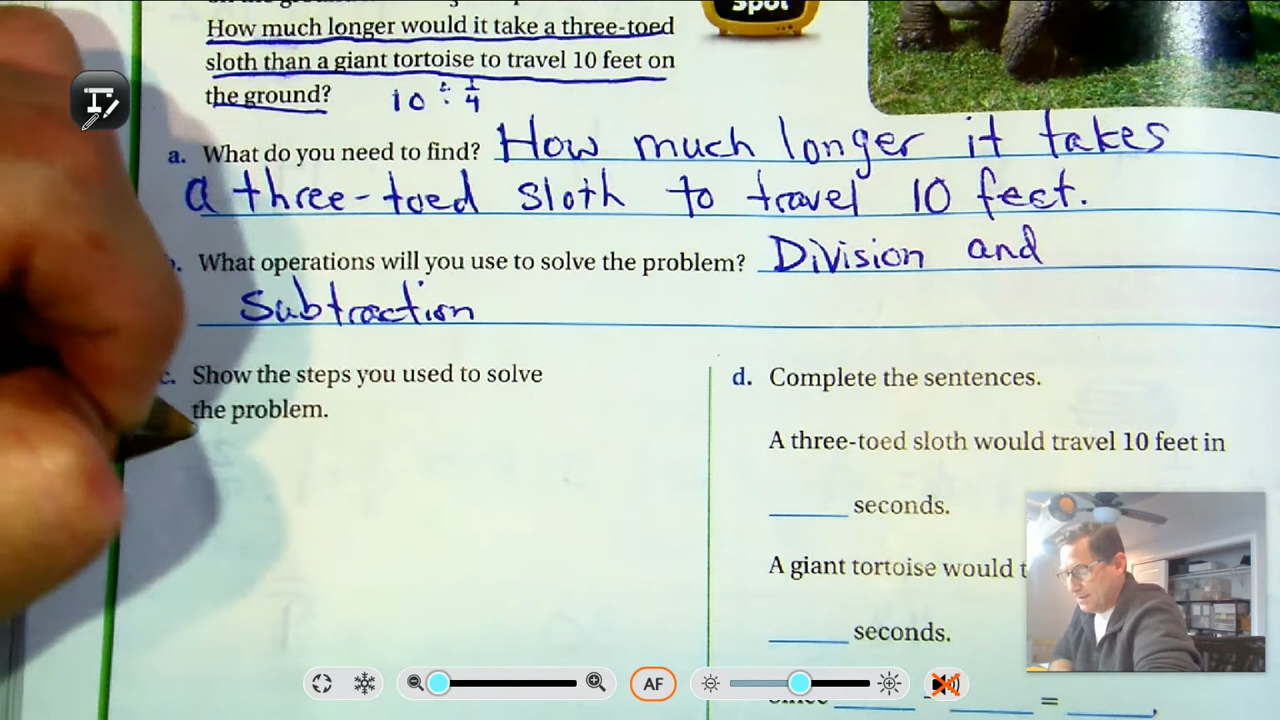 Spot
How much longer would it take a three-toed
sloth than a giant tortoise to travel 10 feet on
the ground? 10 ÷ 1/4
a. What do you need to find? How much longer it takes
a three-toed sloth to travel 10 feet.
What operations will you use to solve the problem? Division and
Subtraction
c. Show the steps you used to solve
the problem.
d. Complete the sentences.
A three-toed sloth would travel 10 feet in
____ seconds.
A giant tortoise would t
____ seconds.
AF